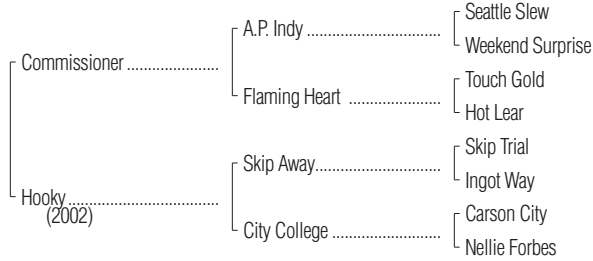 Seattle Slew
A.P. Indy ..............................
Weekend Surprise
Commissioner .....................
Touch Gold
Flaming Heart .....................
Hot Lear
Skip Trial
Skip Away............................
Ingot Way
Hooky...................................
(2002)
Carson City
City College ........................
Nellie Forbes